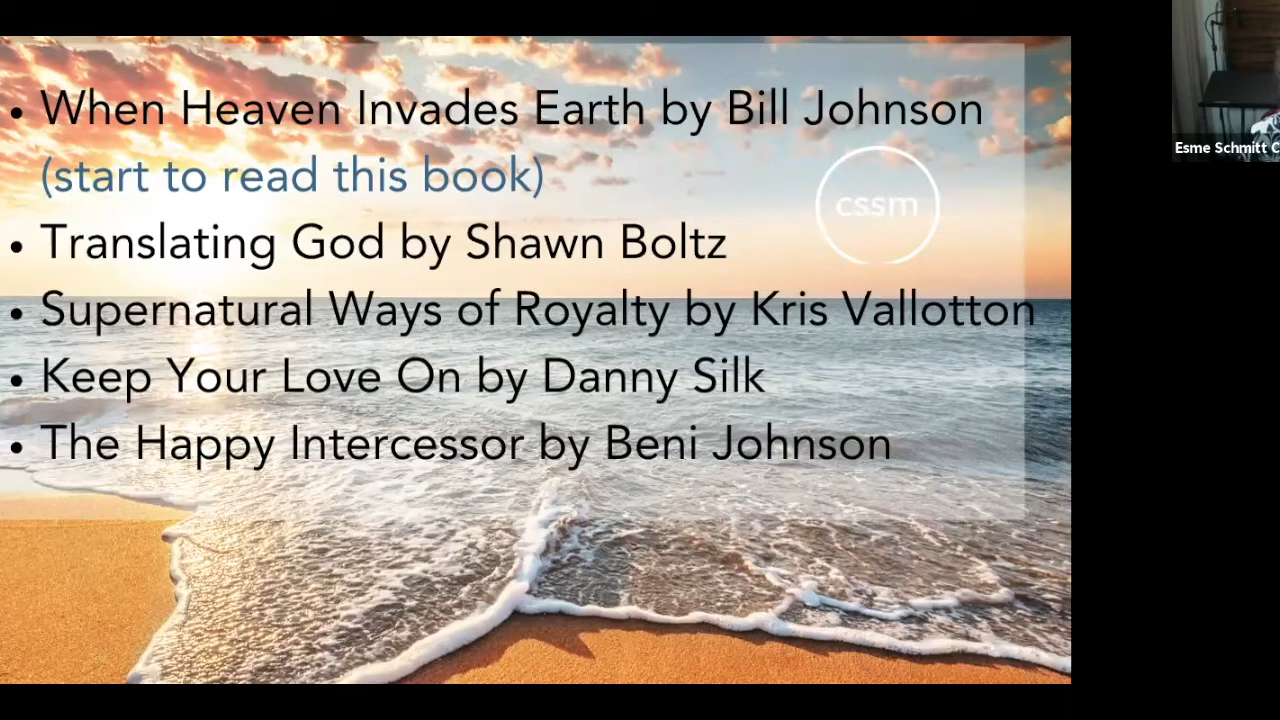 • When Heaven Invades Earth by Bill Johnson
(start to read this book)
cssm
• Translating God by Shawn Boltz
• Supernatural Ways of Royalty by Kris Vallotton
• Keep Your Love On by Danny Silk
• The Happy Intercessor by Beni Johnson
Esme Schmitt C